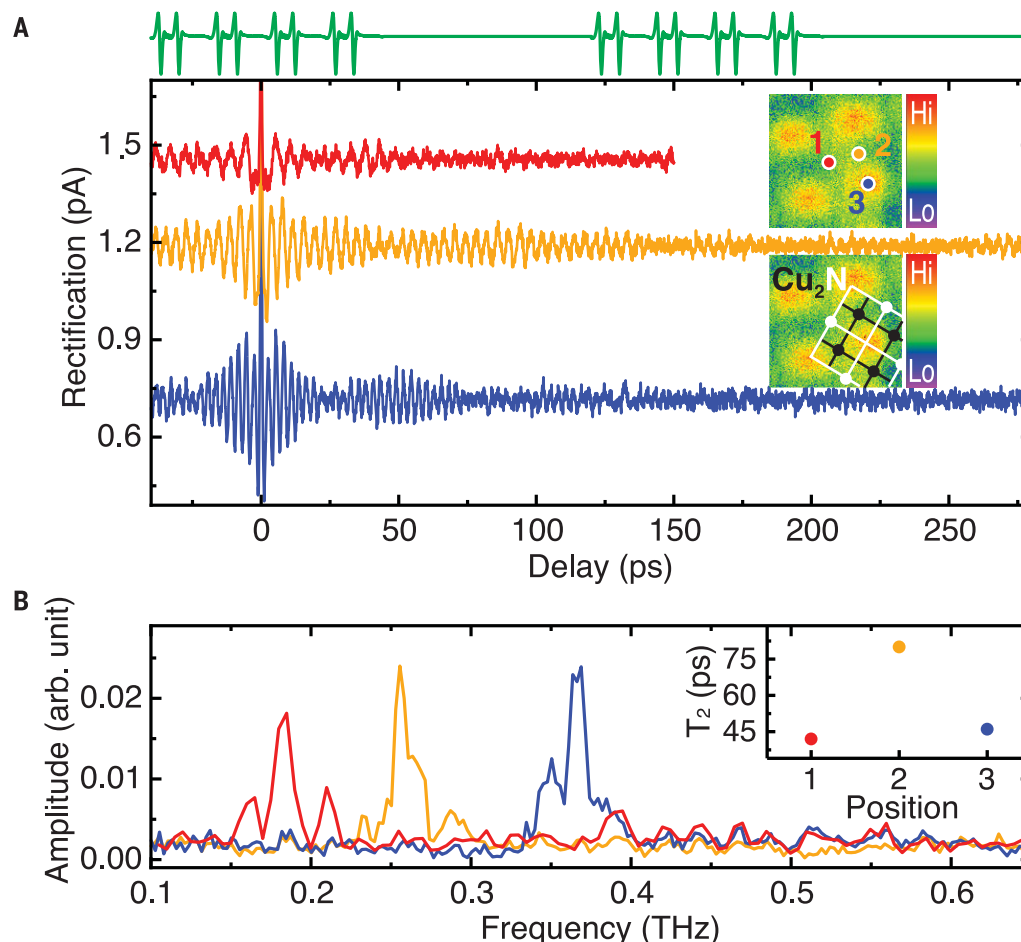 A
Rectification (pA)
1.5
1.2
0.9
0.6
1
2
3
Hi
Lo
Cu₂N
Hi
Lo
0 50 100 150 200 250
Delay (ps)
B
Amplitude (arb. unit)
0.02
0.01
0.00
T₂ (ps)
75
60
45
1 2 3
Position
0.1 0.2 0.3 0.4 0.5 0.6
Frequency (THz)